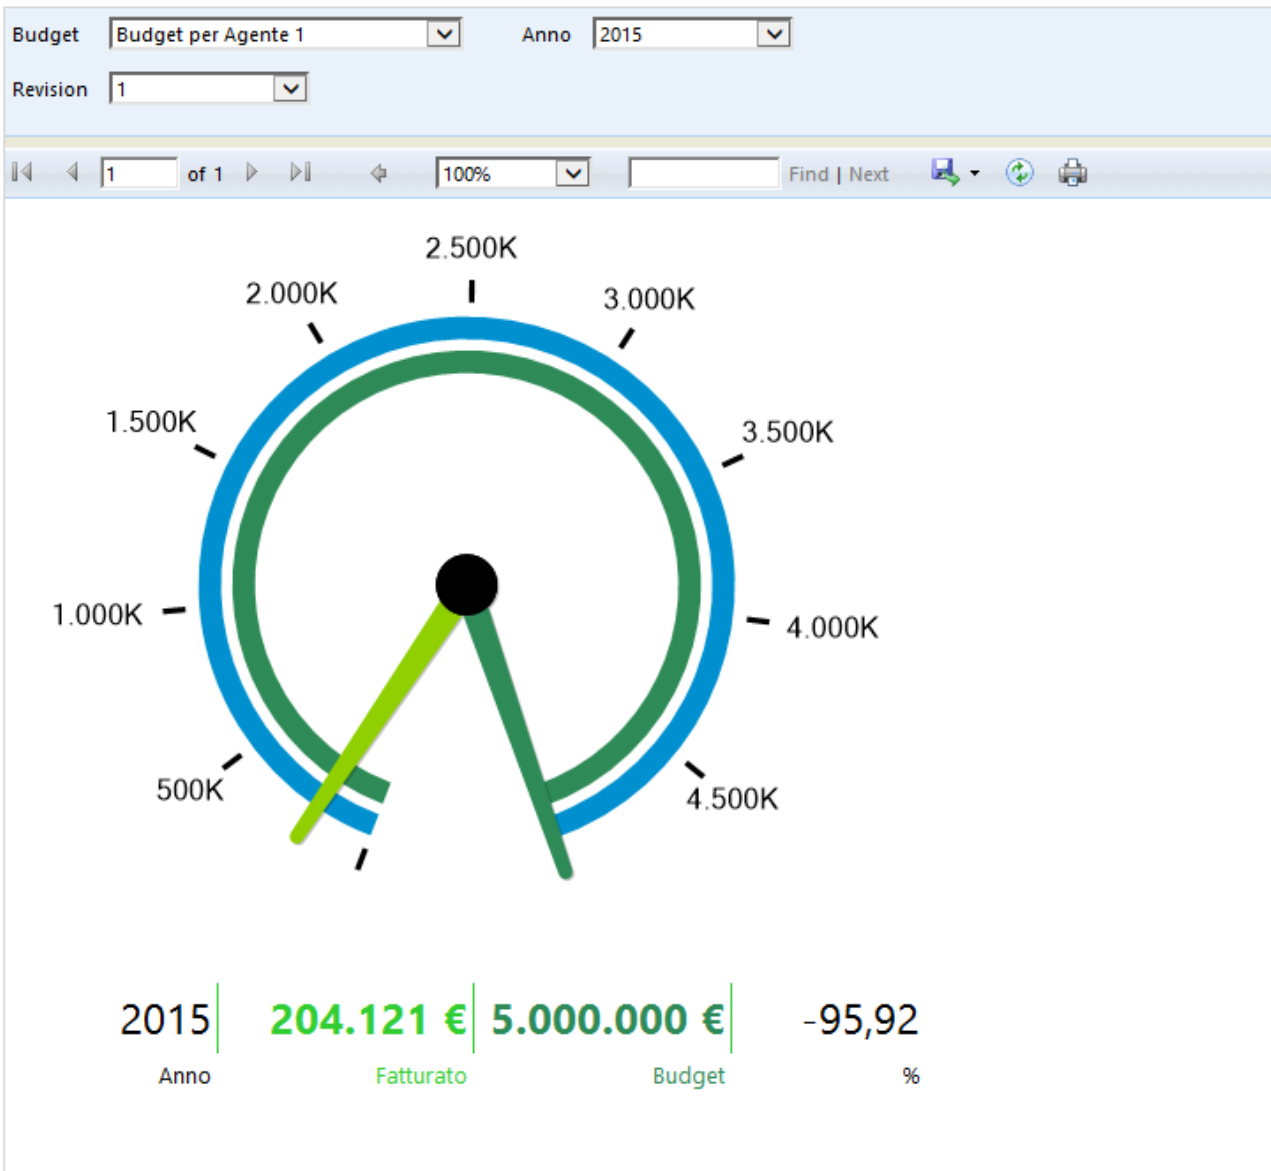 Budget Budget per Agente 1 Anno 2015
Revision 1
1 of 1 100% Find | Next
2.500K
2.000K 3.000K
1.500K 3.500K
1.000K 4.000K
500K 4.500K
2015 204.121 € 5.000.000 € -95,92
Anno Fatturato Budget %